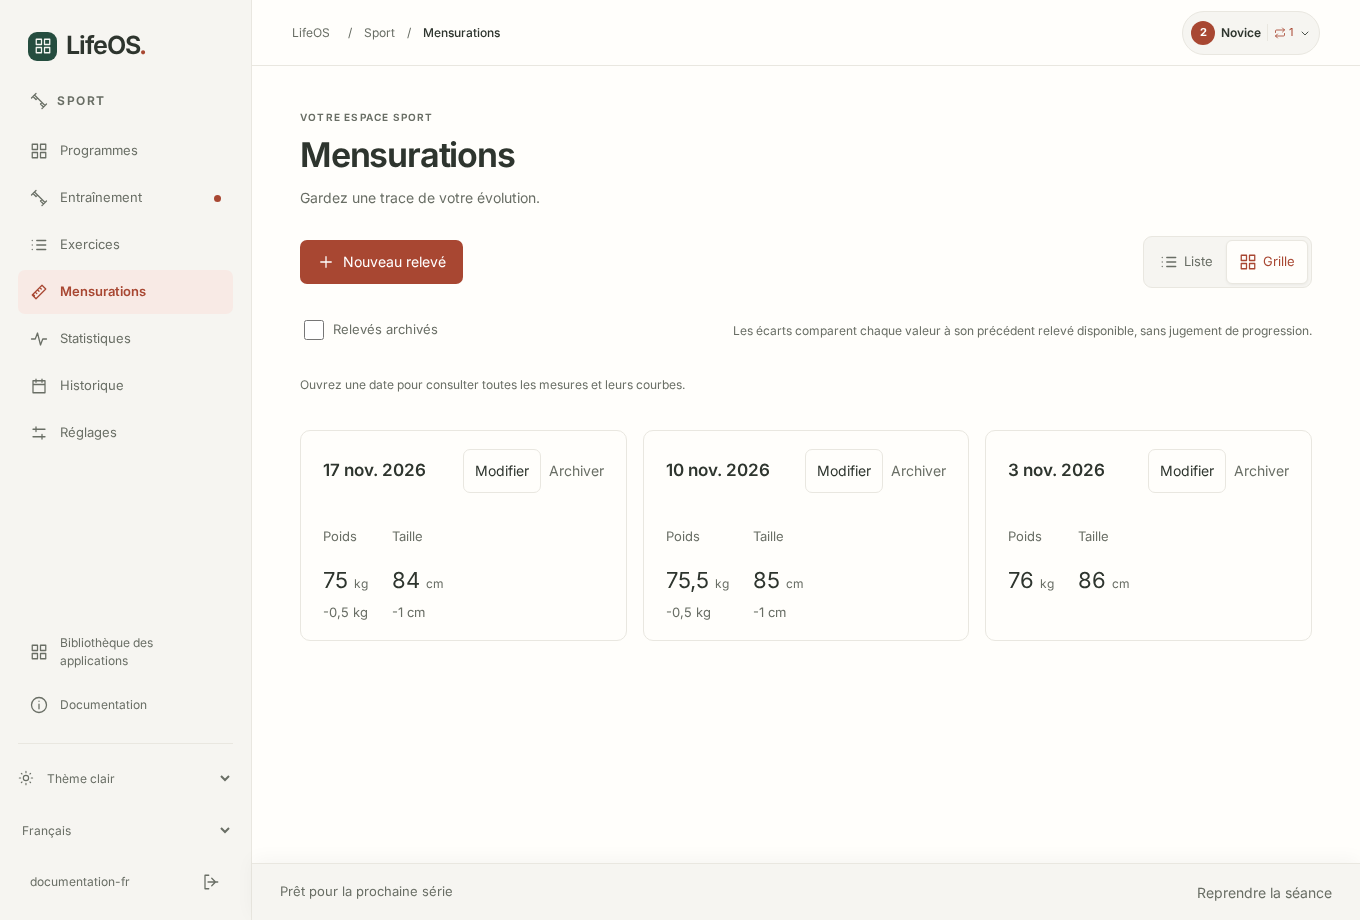 LifeOS.
SPORT
Programmes
Entraînement
Exercices
Mensurations
Statistiques
Historique
Réglages
Bibliothèque des
applications
Documentation
Thème clair
Français
documentation-fr
LifeOS / Sport / Mensurations
2 Novice 1
VOTRE ESPACE SPORT
Mensurations
Gardez une trace de votre évolution.
Nouveau relevé
Liste Grille
Relevés archivés
Les écarts comparent chaque valeur à son précédent relevé disponible, sans jugement de progression.
Ouvrez une date pour consulter toutes les mesures et leurs courbes.
17 nov. 2026 Modifier Archiver
Poids Taille
75 kg 84 cm
-0,5 kg -1 cm
10 nov. 2026 Modifier Archiver
Poids Taille
75,5 kg 85 cm
-0,5 kg -1 cm
3 nov. 2026 Modifier Archiver
Poids Taille
76 kg 86 cm
Prêt pour la prochaine série
Reprendre la séance